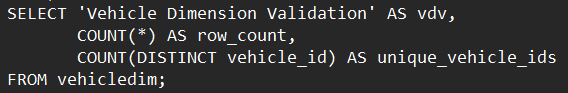 SELECT 'Vehicle Dimension Validation' AS vdv,
COUNT(*) AS row_count,
COUNT(DISTINCT vehicle_id) AS unique_vehicle_ids
FROM vehicledim;